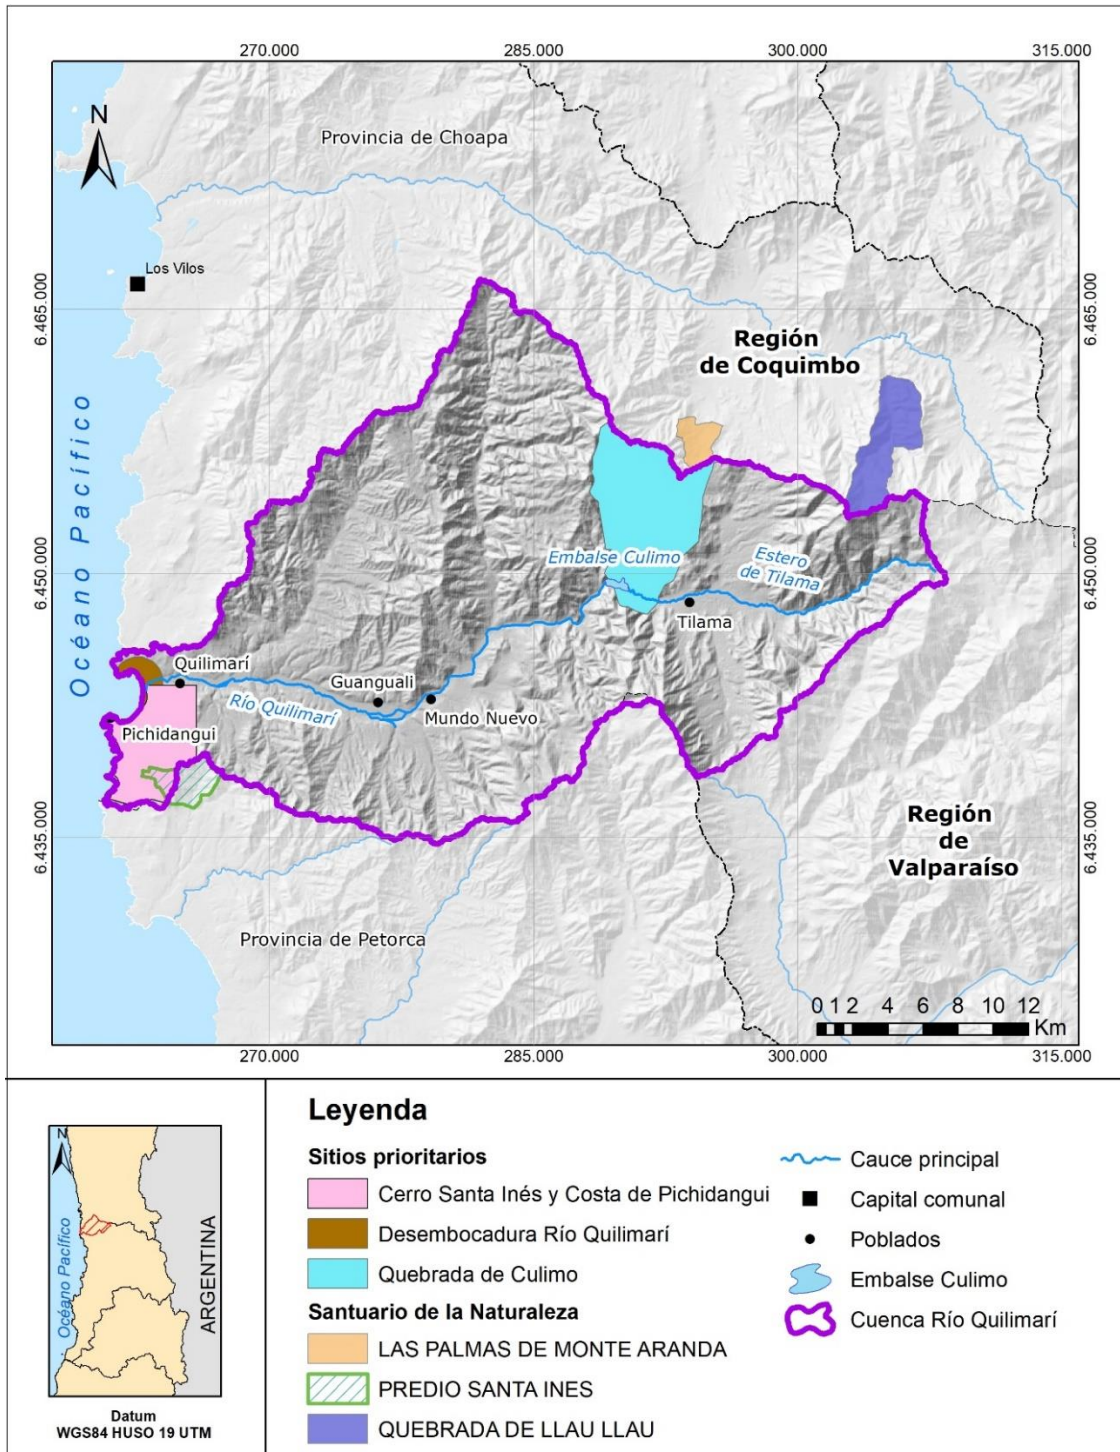 270.000
285.000
300.000
315.000
N
Provincia de Choapa
Los Vilos
6.465.000
6.465.000
Región
de Coquimbo
Océano Pacífico
Embalse Culimo
Estero
de Tilama
6.450.000
6.450.000
Tilama
Quilimarí
Guanguali
Río Quilimarí
Mundo Nuevo
Pichidangui
6.435.000
6.435.000
Región
de
Valparaíso
Provincia de Petorca
0 1 2 4 6 8 10 12
Km
270.000
285.000
300.000
315.000
N
Océano Pacífico
ARGENTINA
Datum
WGS84 HUSO 19 UTM
Leyenda
Sitios prioritarios
Cerro Santa Inés y Costa de Pichidangui
Desembocadura Río Quilimarí
Quebrada de Culimo
Santuario de la Naturaleza
LAS PALMAS DE MONTE ARANDA
PREDIO SANTA INES
QUEBRADA DE LLAU LLAU
Cauce principal
Capital comunal
Poblados
Embalse Culimo
Cuenca Río Quilimarí